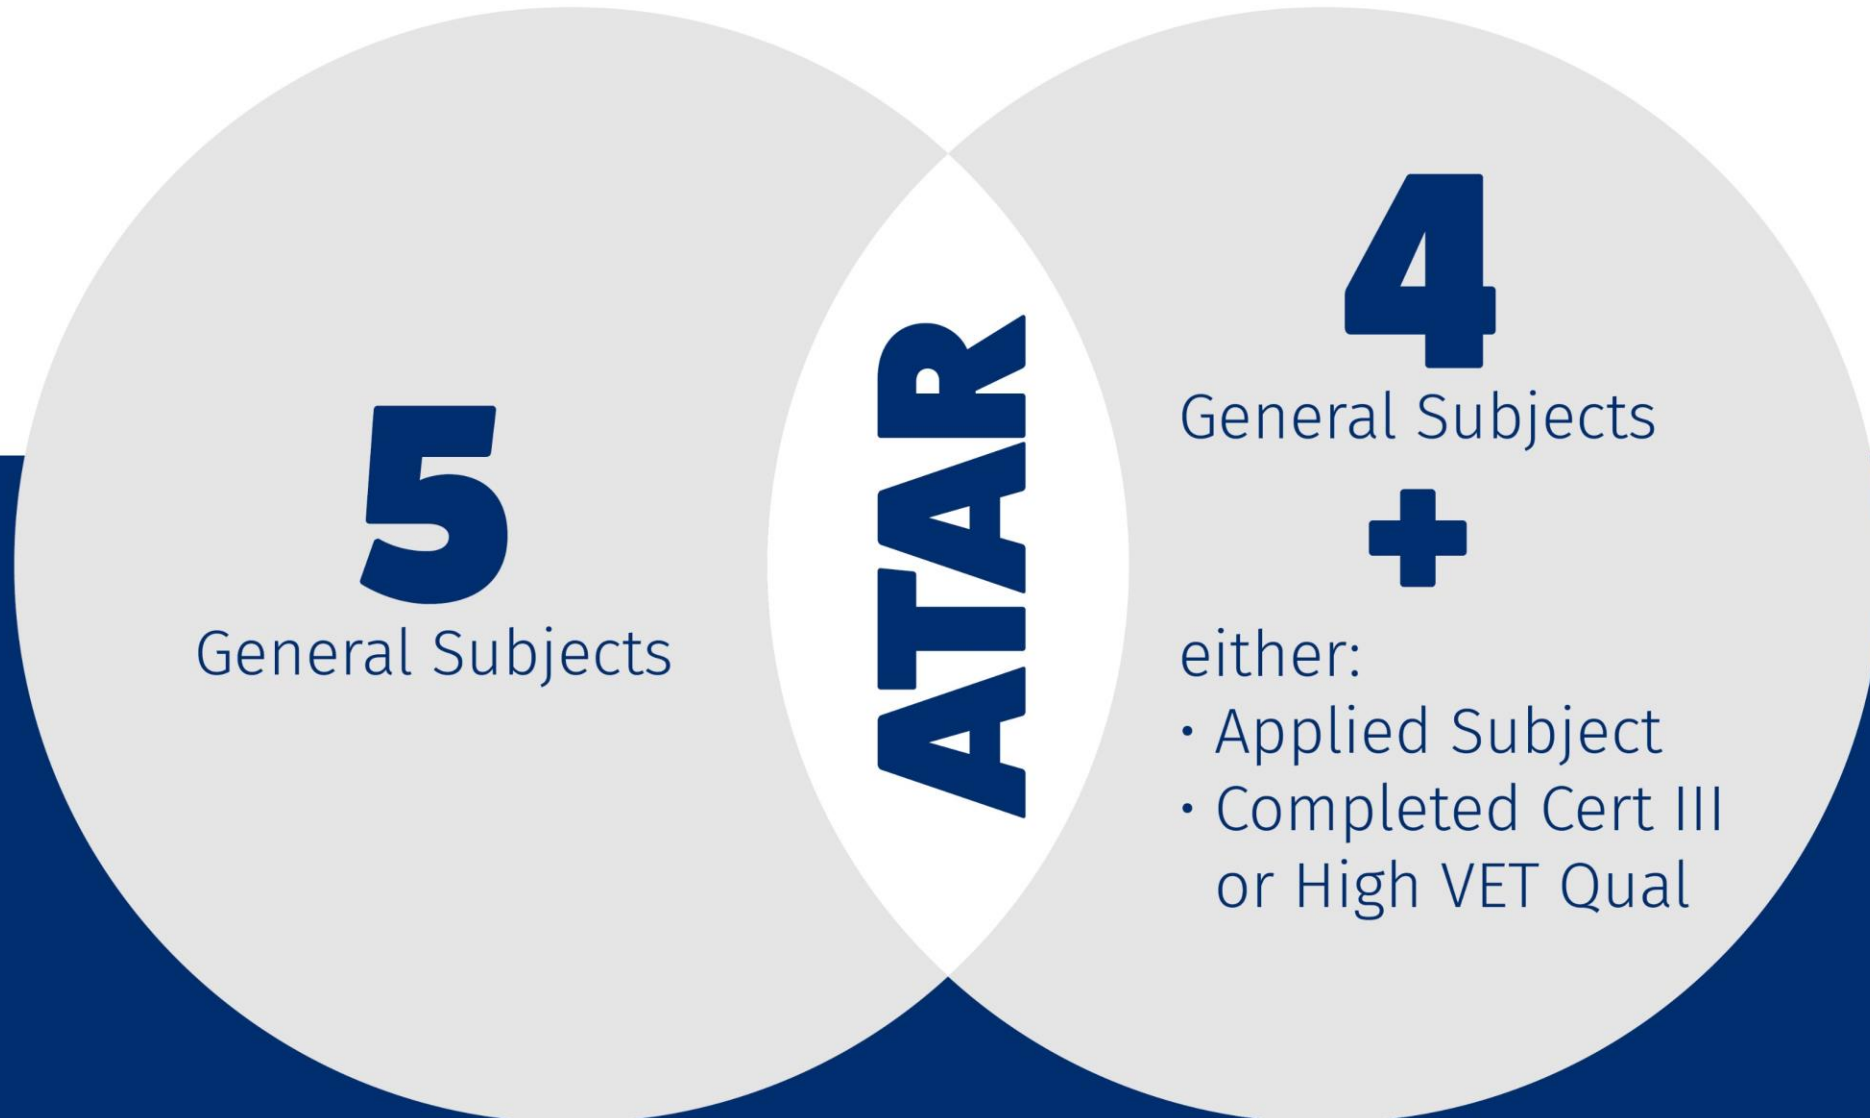 5
General Subjects
ATAR
4
General Subjects
+
either:
· Applied Subject
· Completed Cert III
or High VET Qual